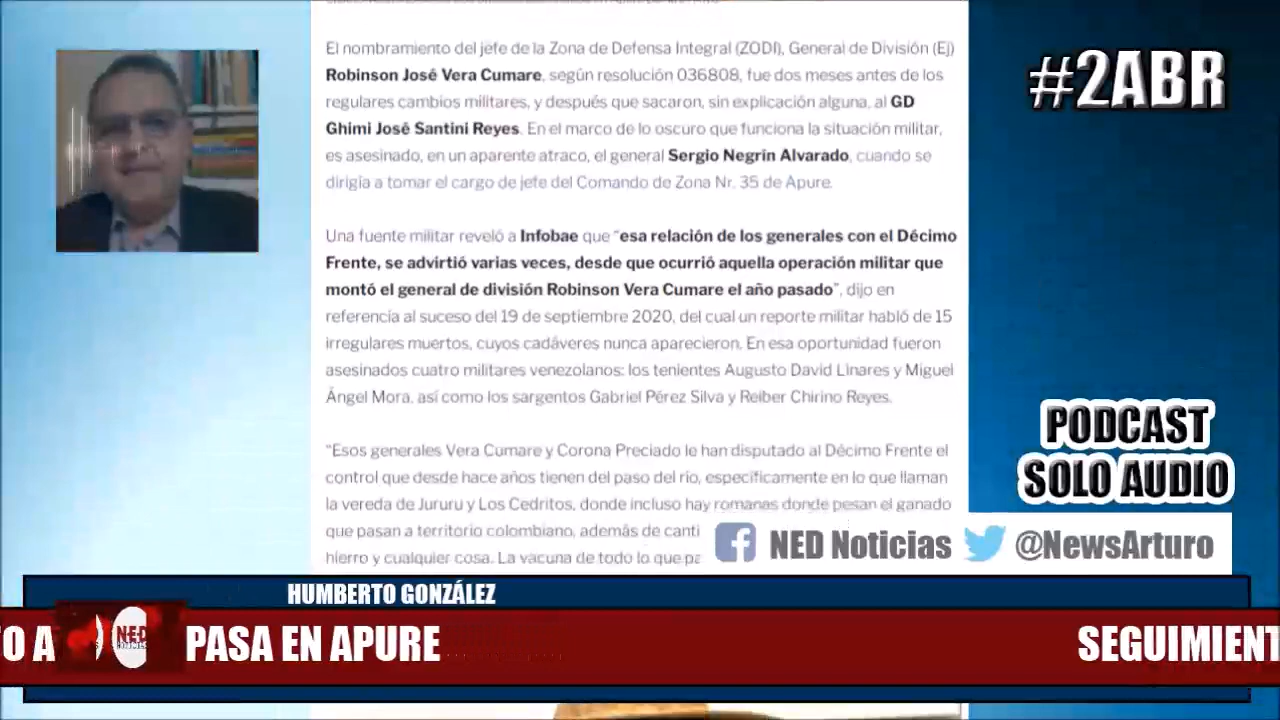 El nombramiento del jefe de la Zona de Defensa Integral (ZODI), General de División (Ej)
Robinson José Vera Cumare, según resolución 036808, fue dos meses antes de los
regulares cambios militares, y después que sacaron, sin explicación alguna, al GD
Ghimi José Santini Reyes. En el marco de lo oscuro que funciona la situación militar,
es asesinado, en un aparente atraco, el general Sergio Negrín Alvarado, cuando se
dirigía a tomar el cargo de jefe del Comando de Zona Nr. 35 de Apure.
Una fuente militar reveló a Infobae que "esa relación de los generales con el Décimo
Frente, se advirtió varias veces, desde que ocurrió aquella operación militar que
montó el general de división Robinson Vera Cumare el año pasado", dijo en
referencia al suceso del 19 de septiembre 2020, del cual un reporte militar habló de 15
irregulares muertos, cuyos cadáveres nunca aparecieron. En esa oportunidad fueron
asesinados cuatro militares venezolanos: los tenientes Augusto David Linares y Miguel
Ángel Mora, así como los sargentos Gabriel Pérez Silva y Reiber Chirino Reyes.
"Esos generales Vera Cumare y Corona Preciado le han disputado al Décimo Frente el
control que desde hace años tienen del paso del río, específicamente en lo que llaman
la vereda de Jururu y Los Cedritos, donde incluso hay romanas donde pesan el ganado
que pasan a territorio colombiano, además de canti
hierro y cualquier cosa. La vacuna de todo lo que pa
#2ABR
PODCAST
SOLO AUDIO
NED Noticias @NewsArturo
HUMBERTO GONZÁLEZ
TO A NED PASA EN APURE SEGUIMIENT